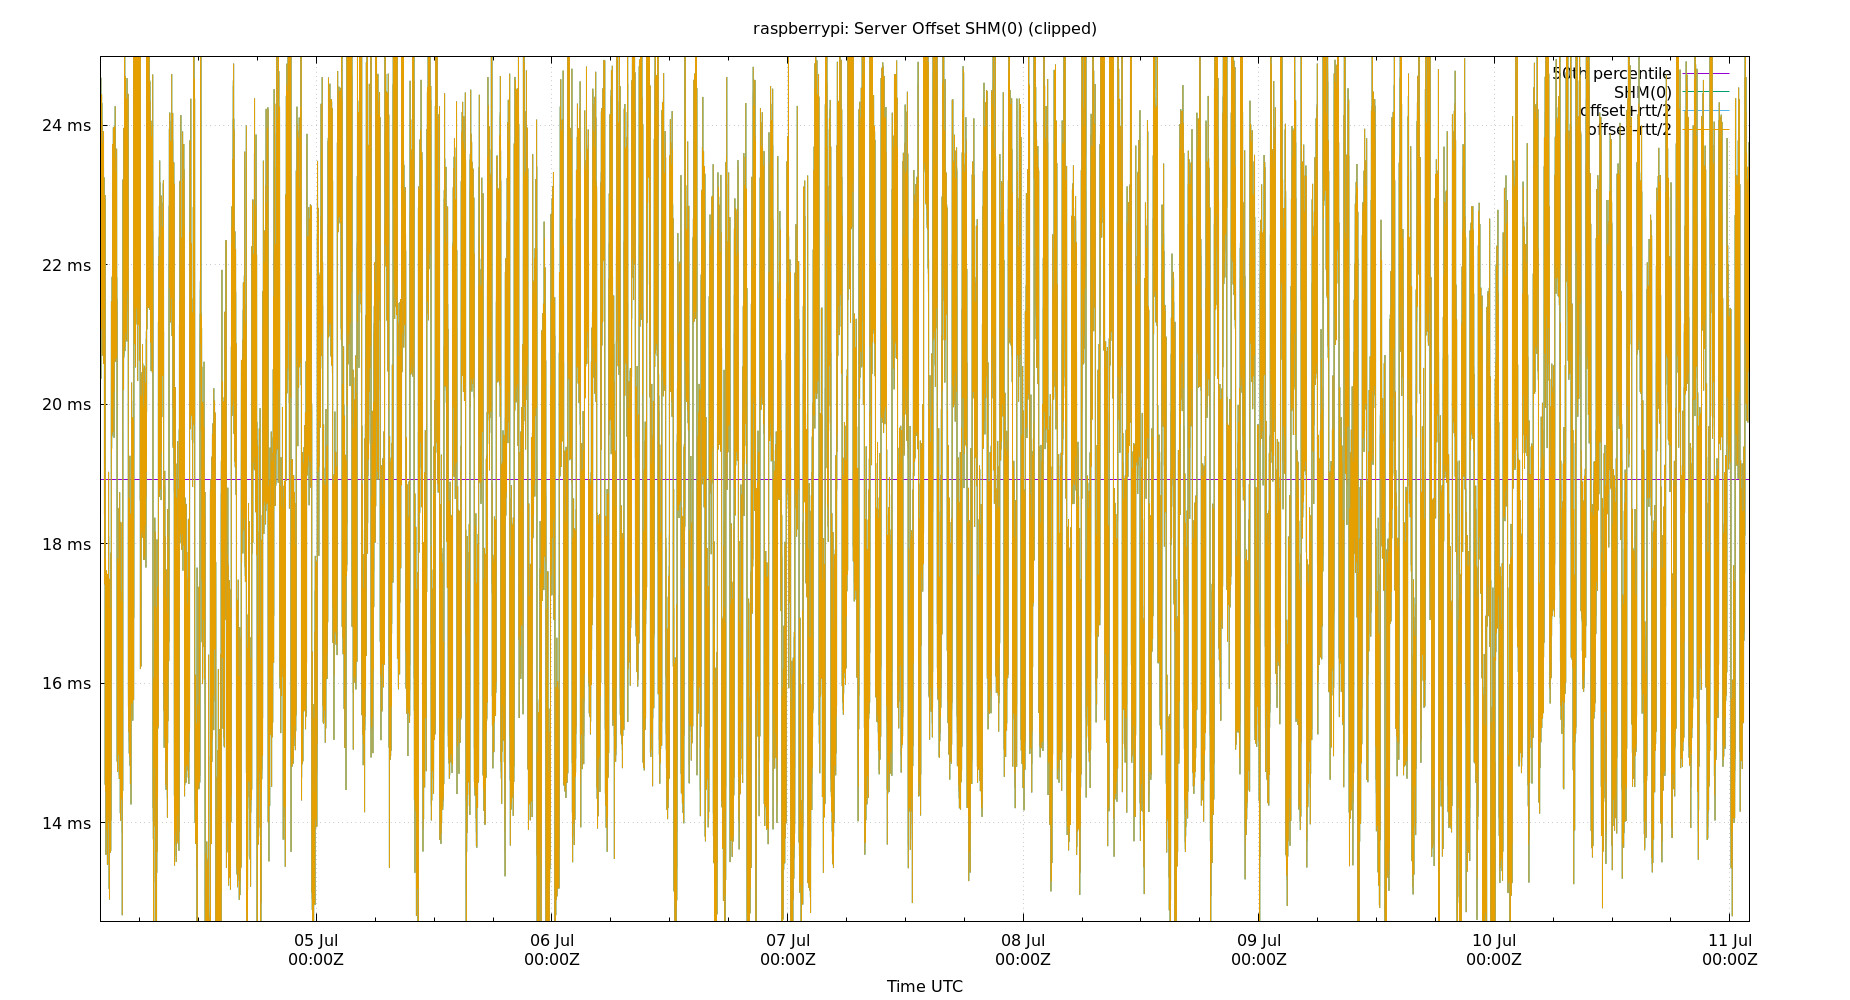 raspberrypi: Server Offset SHM(0) (clipped)
50th percentile
SHM(0)
offset+rtt/2
offset-rtt/2
24 ms
22 ms
20 ms
18 ms
16 ms
14 ms
05 Jul 06 Jul 07 Jul 08 Jul 09 Jul 10 Jul 11 Jul
00:00Z 00:00Z 00:00Z 00:00Z 00:00Z 00:00Z 00:00Z
Time UTC